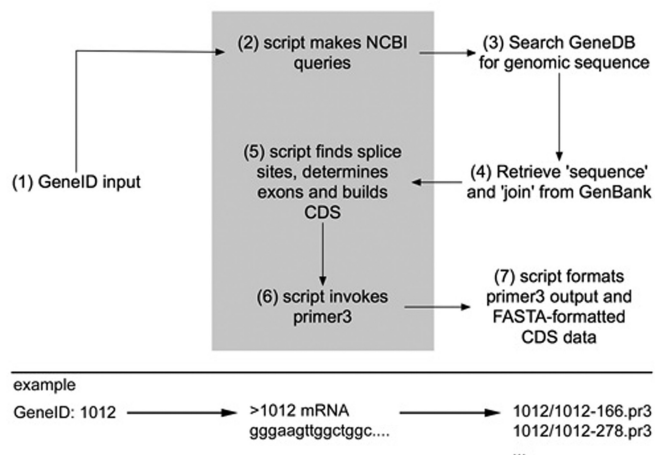 (2) script makes NCBI
queries
(3) Search GeneDB
for genomic sequence
(1) GeneID input
(5) script finds splice
sites, determines
exons and builds
CDS
(4) Retrieve 'sequence'
and 'join' from GenBank
(6) script invokes
primer3
(7) script formats
primer3 output and
FASTA-formatted
CDS data
example
GeneID: 1012
>1012 mRNA
gggaagttggctggc....
1012/1012-166.pr3
1012/1012-278.pr3
...